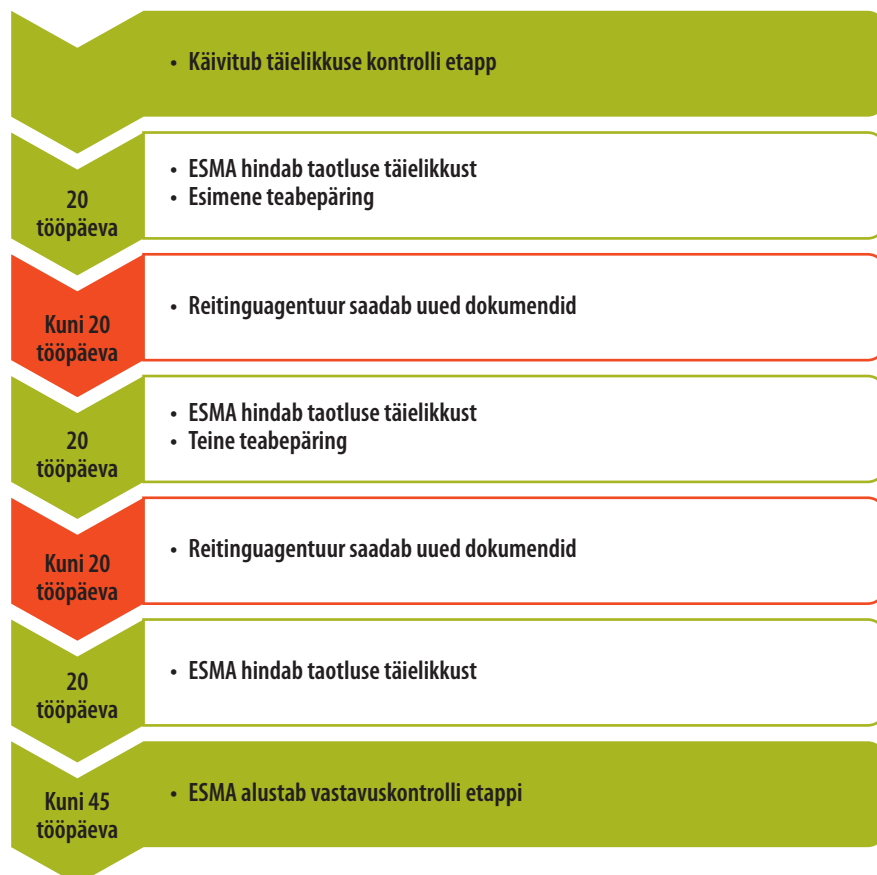 • Käivitub täielikkuse kontrolli etapp
20
tööpäeva
• ESMA hindab taotluse täielikkust
• Esimene teabepäring
Kuni 20
tööpäeva
• Reitinguagentuur saadab uued dokumendid
20
tööpäeva
• ESMA hindab taotluse täielikkust
• Teine teabepäring
Kuni 20
tööpäeva
• Reitinguagentuur saadab uued dokumendid
20
tööpäeva
• ESMA hindab taotluse täielikkust
Kuni 45
tööpäeva
• ESMA alustab vastavuskontrolli etappi